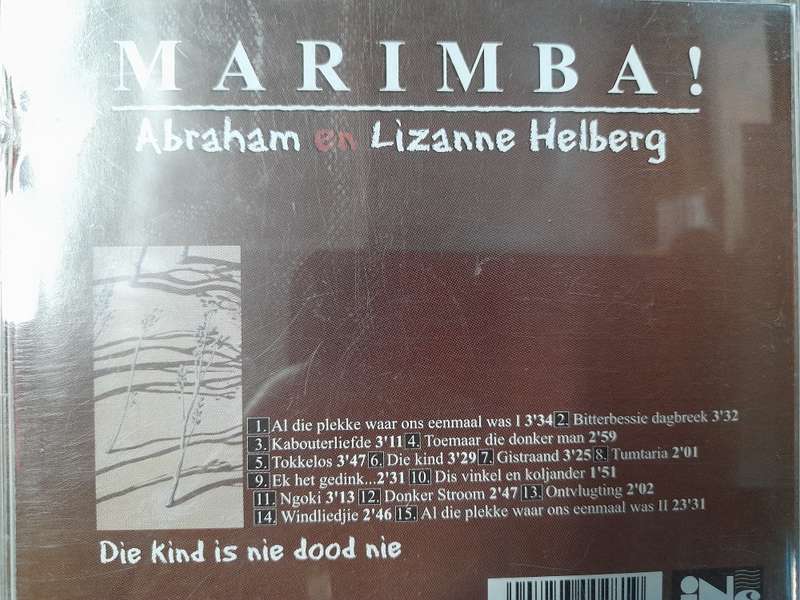 MARIMBA!
Abraham en Lizanne Helberg
1. Al die plekke waar ons eenmaal was I 3'34 2. Bitterbessie dagbreek 3'32
3. Kabouterliefde 3'11 4. Toemaar die donker man 2'59
5. Tokkelos 3'47 6. Die kind 3'29 7. Gistraand 3'25 8. Tumtaria 2'01
9. Ek het gedink...2'31 10. Dis vinkel en koljander 1'51
11. Ngoki 3'13 12. Donker Stroom 2'47 13. Ontvlugting 2'02
14. Windliedjie 2'46 15. Al die plekke waar ons eenmaal was II 23'31
Die kind is nie dood nie